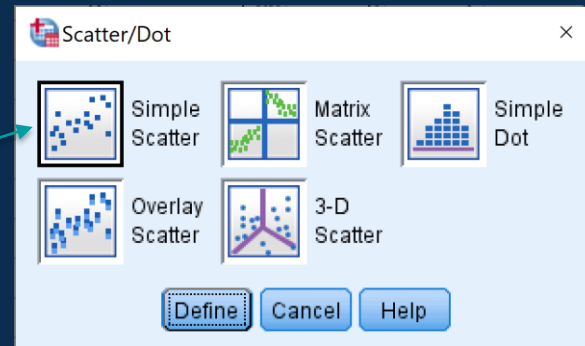 Scatter/Dot
Simple
Scatter
Matrix
Scatter
Simple
Dot
Overlay
Scatter
3-D
Scatter
Define
Cancel
Help